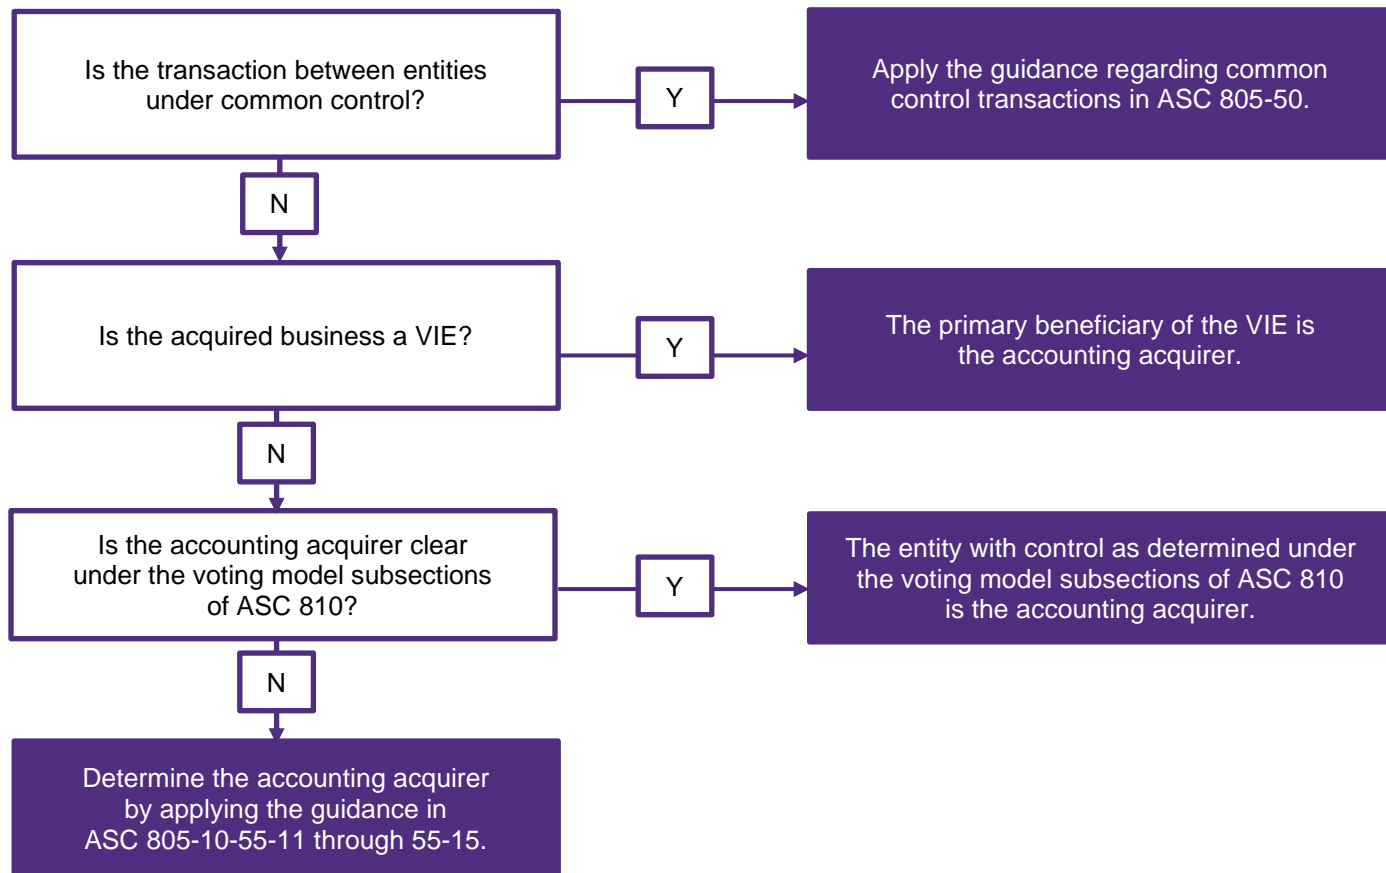 Is the transaction between entities
under common control?
Y
Apply the guidance regarding common
control transactions in ASC 805-50.
N
Is the acquired business a VIE?
Y
The primary beneficiary of the VIE is
the accounting acquirer.
N
Is the accounting acquirer clear
under the voting model subsections
of ASC 810?
Y
The entity with control as determined under
the voting model subsections of ASC 810
is the accounting acquirer.
N
Determine the accounting acquirer
by applying the guidance in
ASC 805-10-55-11 through 55-15.